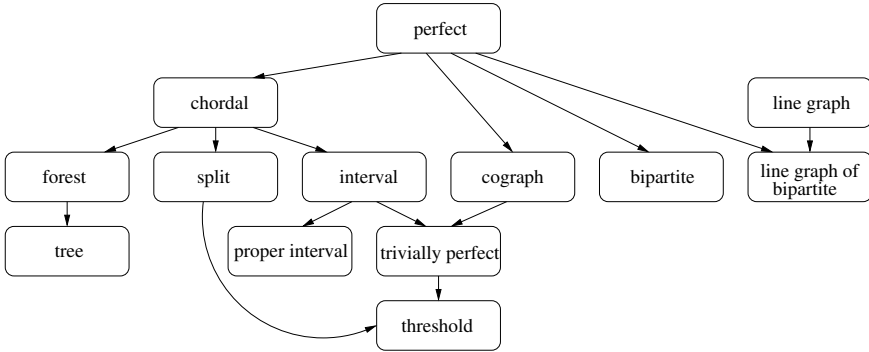 perfect
chordal
line graph
forest
split
interval
cograph
bipartite
line graph of
bipartite
tree
proper interval
trivially perfect
threshold